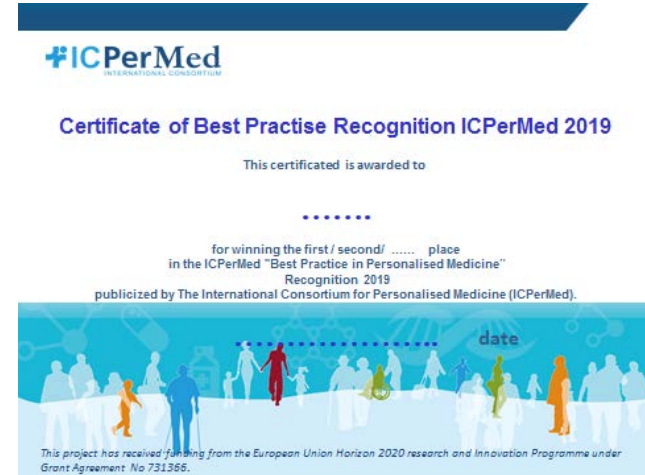 ICPerMed
INTERNATIONAL CONSORTIUM
Certificate of Best Practise Recognition ICPerMed 2019
This certificated is awarded to
.......
for winning the first / second/ ...... place
in the ICPerMed "Best Practice in Personalised Medicine"
Recognition 2019
publicized by The International Consortium for Personalised Medicine (ICPerMed).
..................... date
This project has received funding from the European Union Horizon 2020 research and Innovation Programme under
Grant Agreement No 731366.